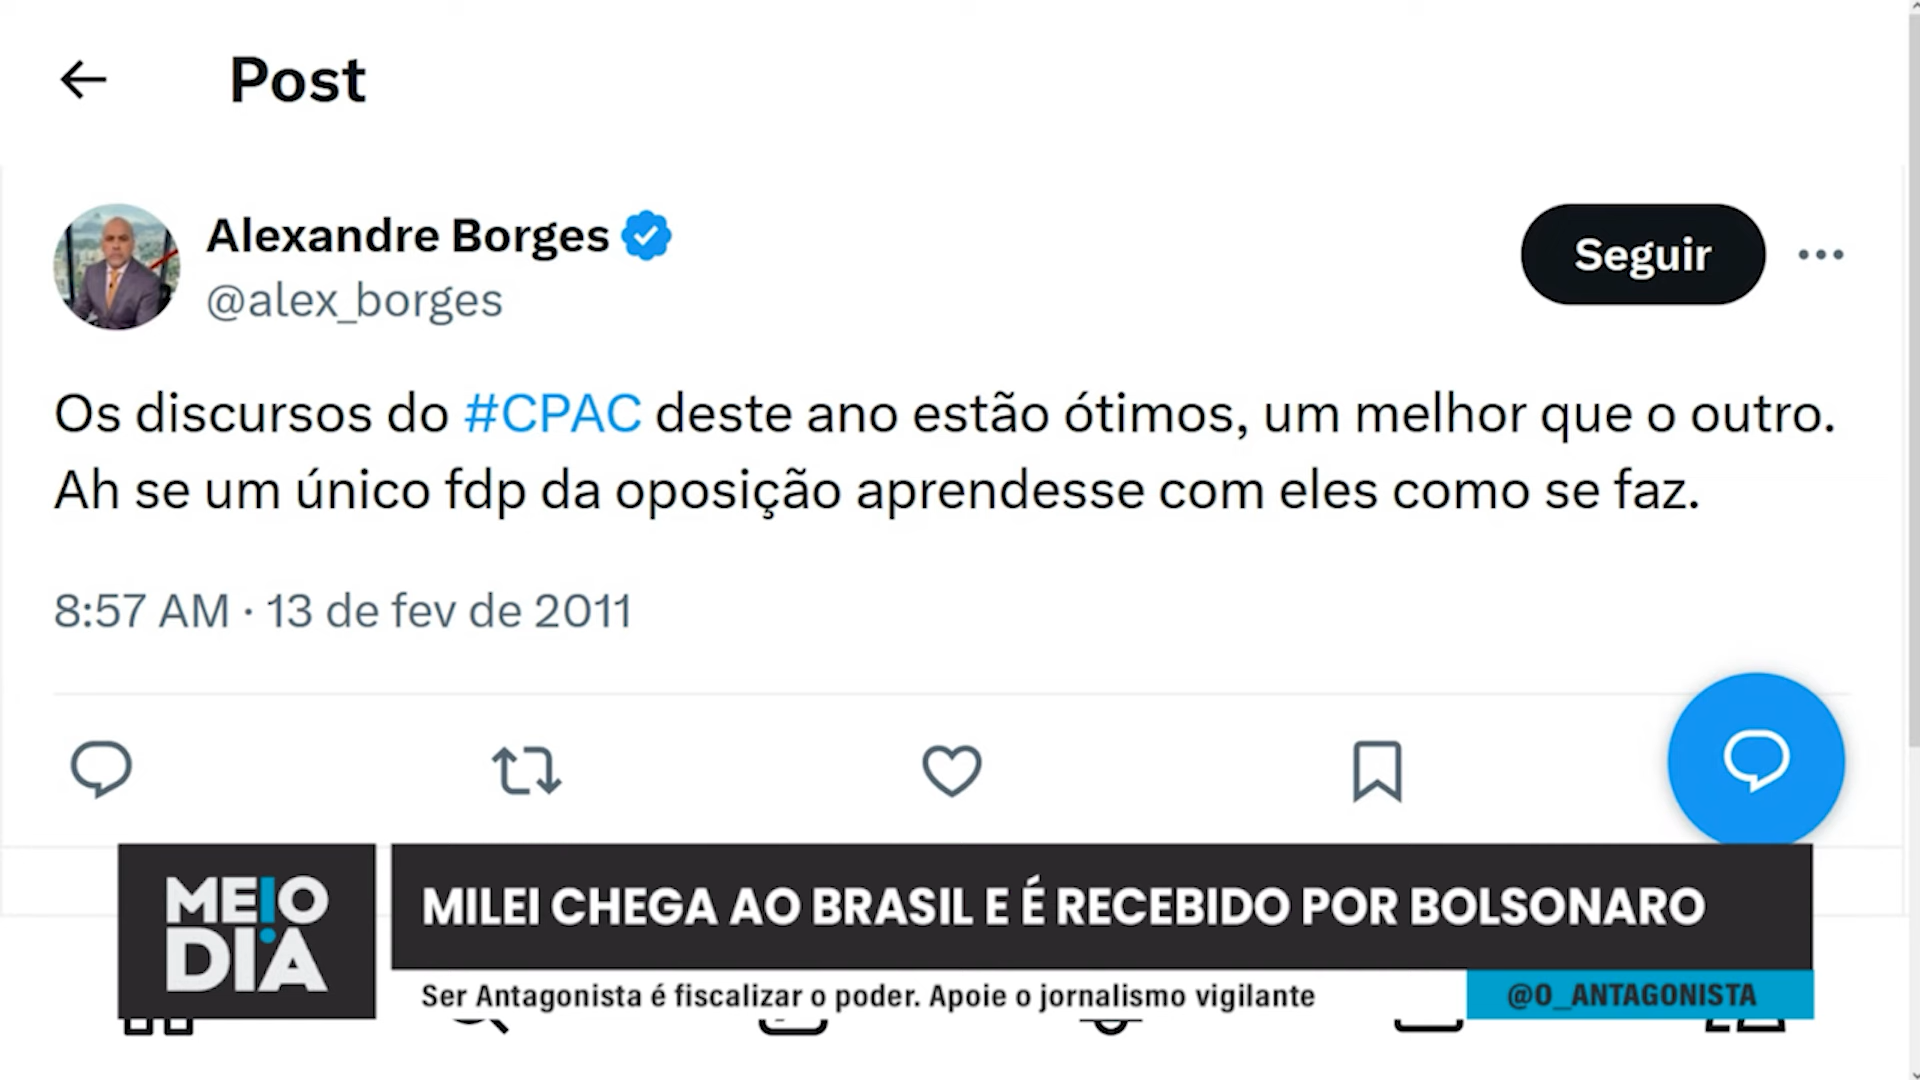 Post
Alexandre Borges
@alex_borges
Seguir
Os discursos do #CPAC deste ano estão ótimos, um melhor que o outro.
Ah se um único fdp da oposição aprendesse com eles como se faz.
8:57 AM · 13 de fev de 2011
MEIO
DIA
MILEI CHEGA AO BRASIL E É RECEBIDO POR BOLSONARO
Ser Antagonista é fiscalizar o poder. Apoie o jornalismo vigilante
@O_ANTAGONISTA